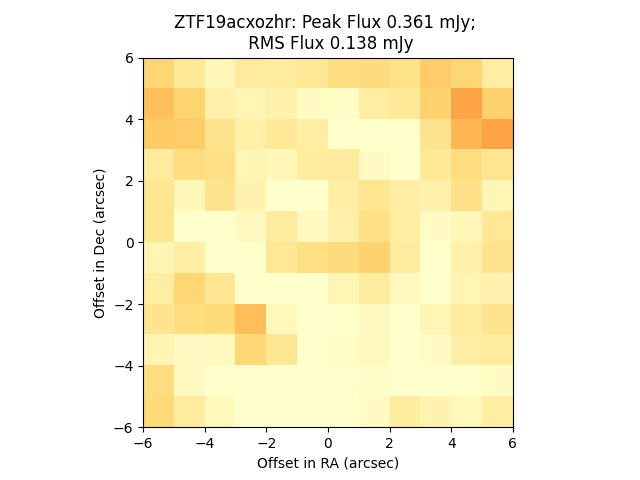 ZTF19acxozhr: Peak Flux 0.361 mJy;
RMS Flux 0.138 mJy
6
4
2
0
−2
−4
−6
Offset in Dec (arcsec)
−6 −4 −2 0 2 4 6
Offset in RA (arcsec)